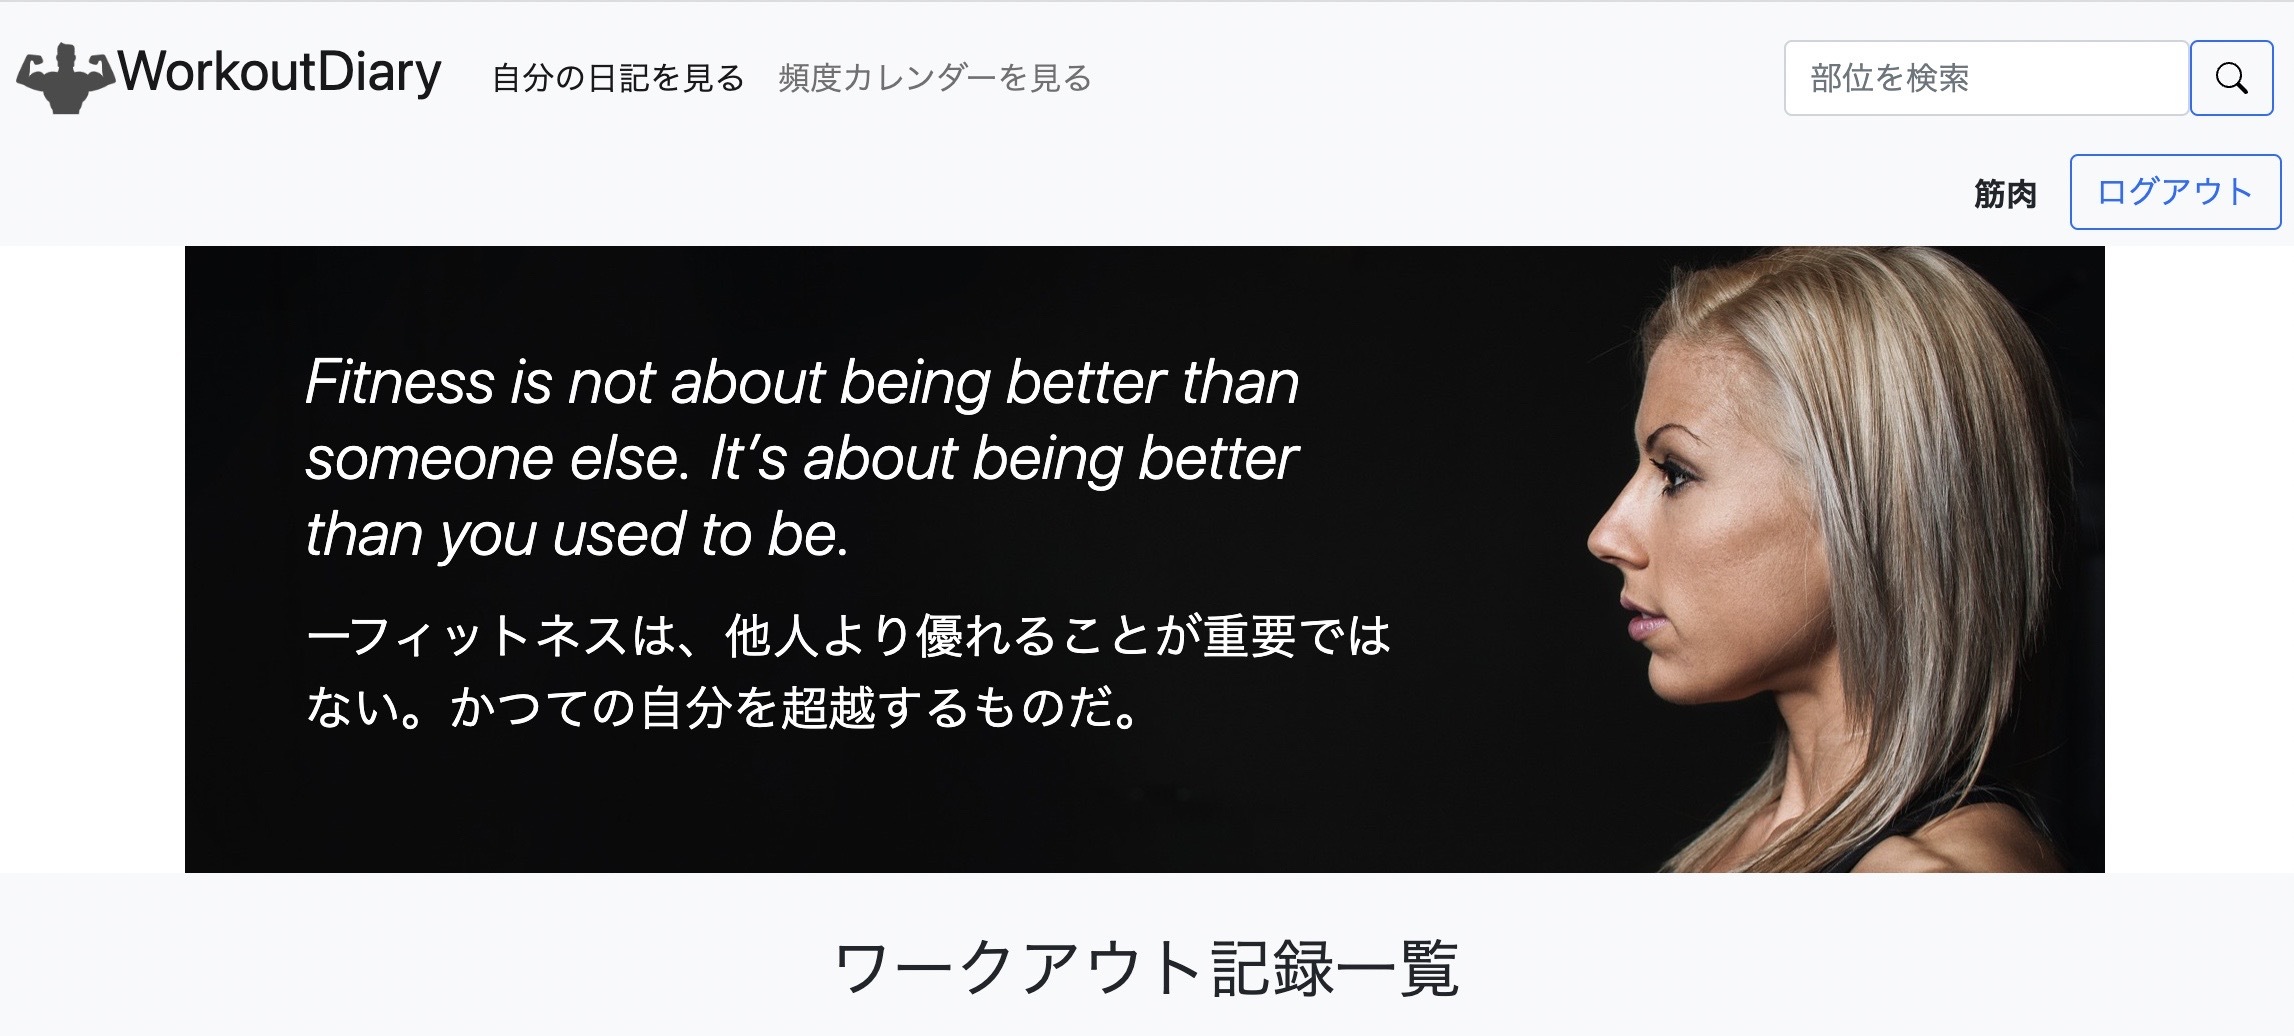 WorkoutDiary 自分の日記を見る 頻度カレンダーを見る 部位を検索
筋肉 ログアウト
Fitness is not about being better than
someone else. It’s about being better
than you used to be.
ーフィットネスは、他人より優れることが重要では
ない。かつての自分を超越するものだ。
ワークアウト記録一覧